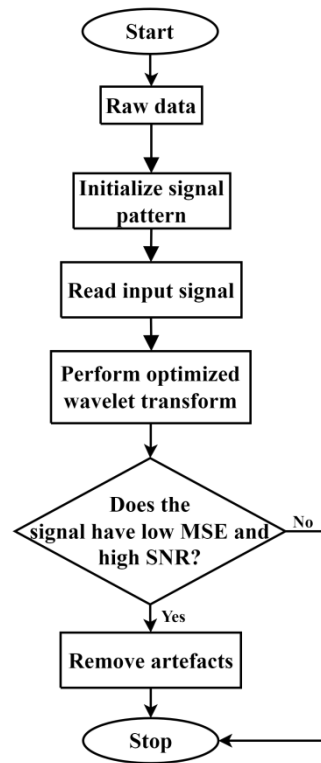 Start
Raw data
Initialize signal
pattern
Read input signal
Perform optimized
wavelet transform
Does the
signal have low MSE and
high SNR?
No
Yes
Remove artefacts
Stop